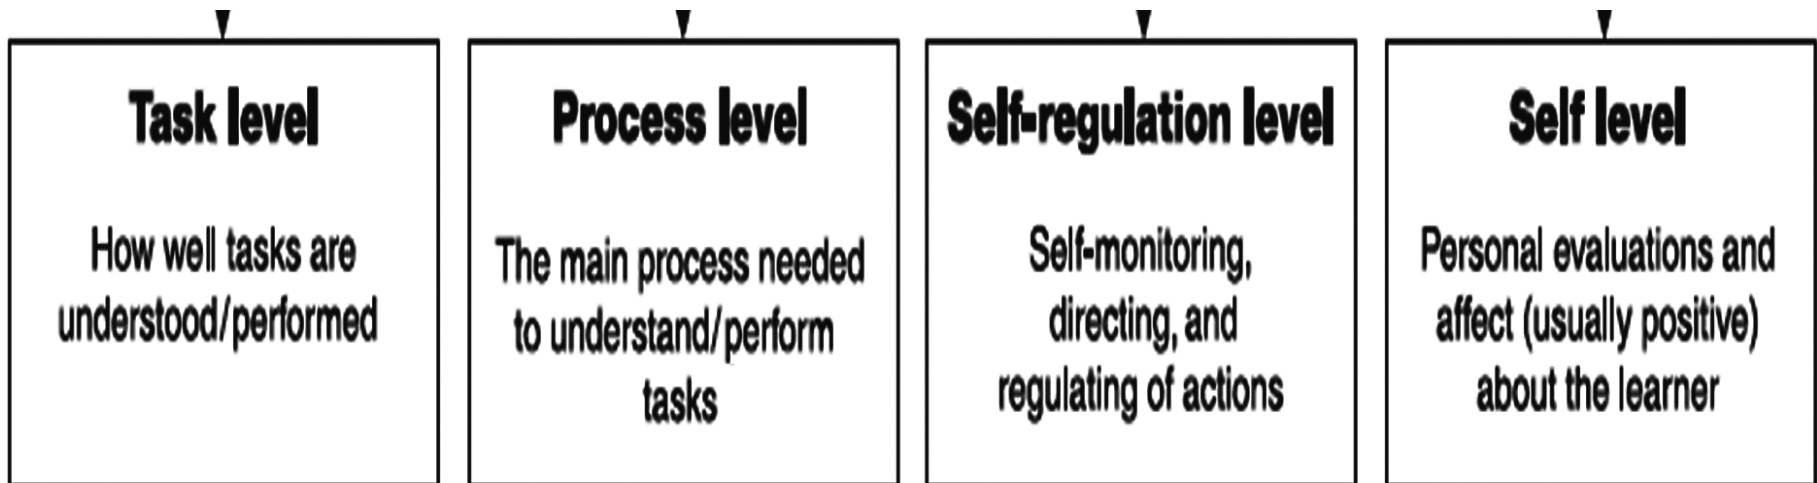 Task level
How well tasks are
understood/performed
Process level
The main process needed
to understand/perform
tasks
Self-regulation level
Self-monitoring,
directing, and
regulating of actions
Self level
Personal evaluations and
affect (usually positive)
about the learner